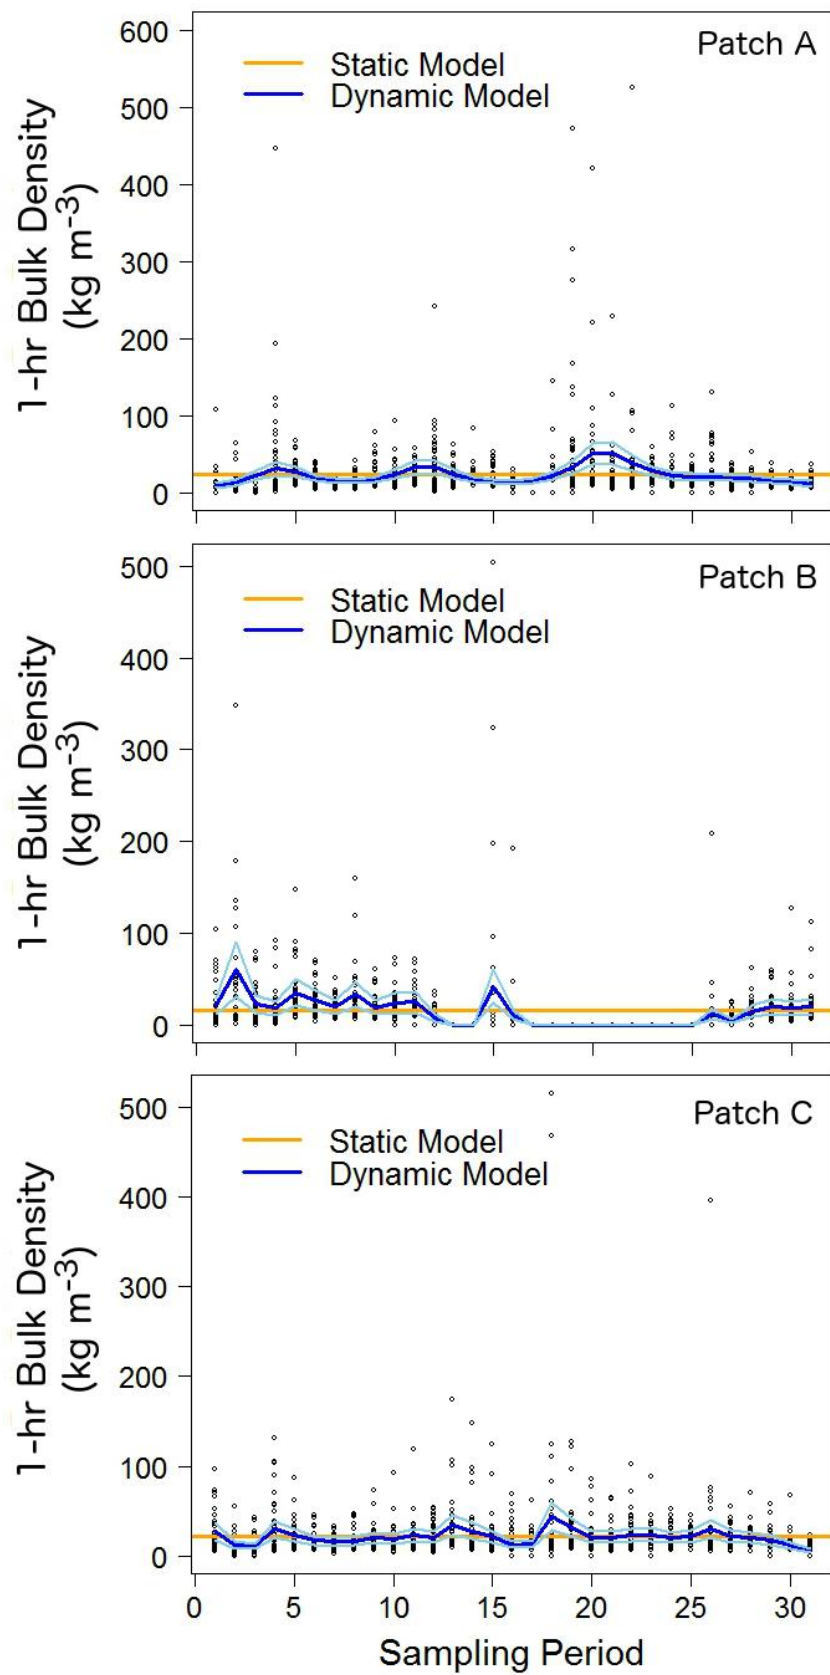 Patch A
Static Model
Dynamic Model
1-hr Bulk Density
(kg m⁻³)
600
500
400
300
200
100
0
Patch B
Static Model
Dynamic Model
1-hr Bulk Density
(kg m⁻³)
500
400
300
200
100
0
Patch C
Static Model
Dynamic Model
1-hr Bulk Density
(kg m⁻³)
500
400
300
200
100
0
0 5 10 15 20 25 30
Sampling Period